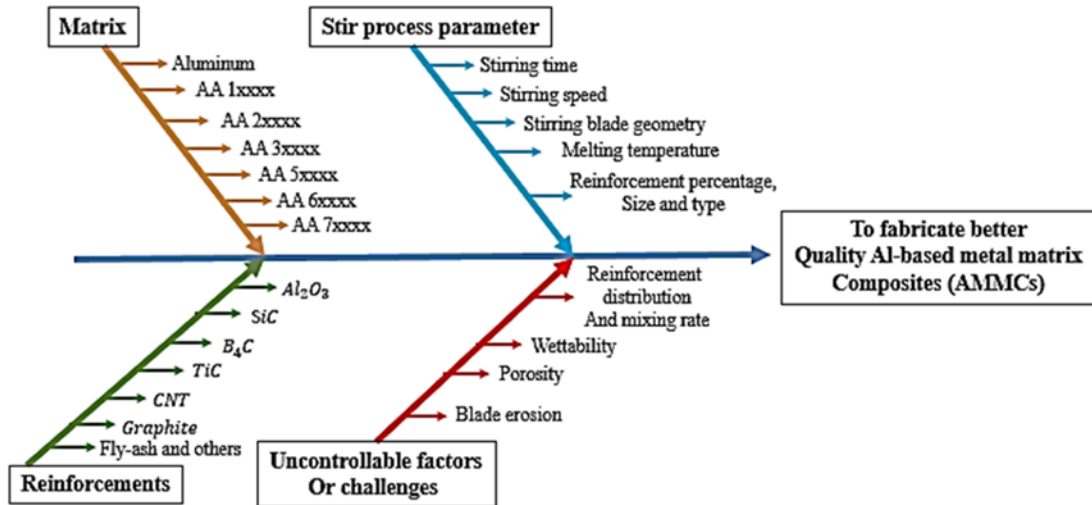 Matrix
Aluminum
AA 1xxxx
AA 2xxxx
AA 3xxxx
AA 5xxxx
AA 6xxxx
AA 7xxxx
Stir process parameter
Stirring time
Stirring speed
Stirring blade geometry
Melting temperature
Reinforcement percentage,
Size and type
To fabricate better
Quality Al-based metal matrix
Composites (AMMCs)
Al₂O₃
SiC
B₄C
TiC
CNT
Graphite
Fly-ash and others
Reinforcements
Reinforcement
distribution
And mixing rate
Wettability
Porosity
Blade erosion
Uncontrollable factors
Or challenges